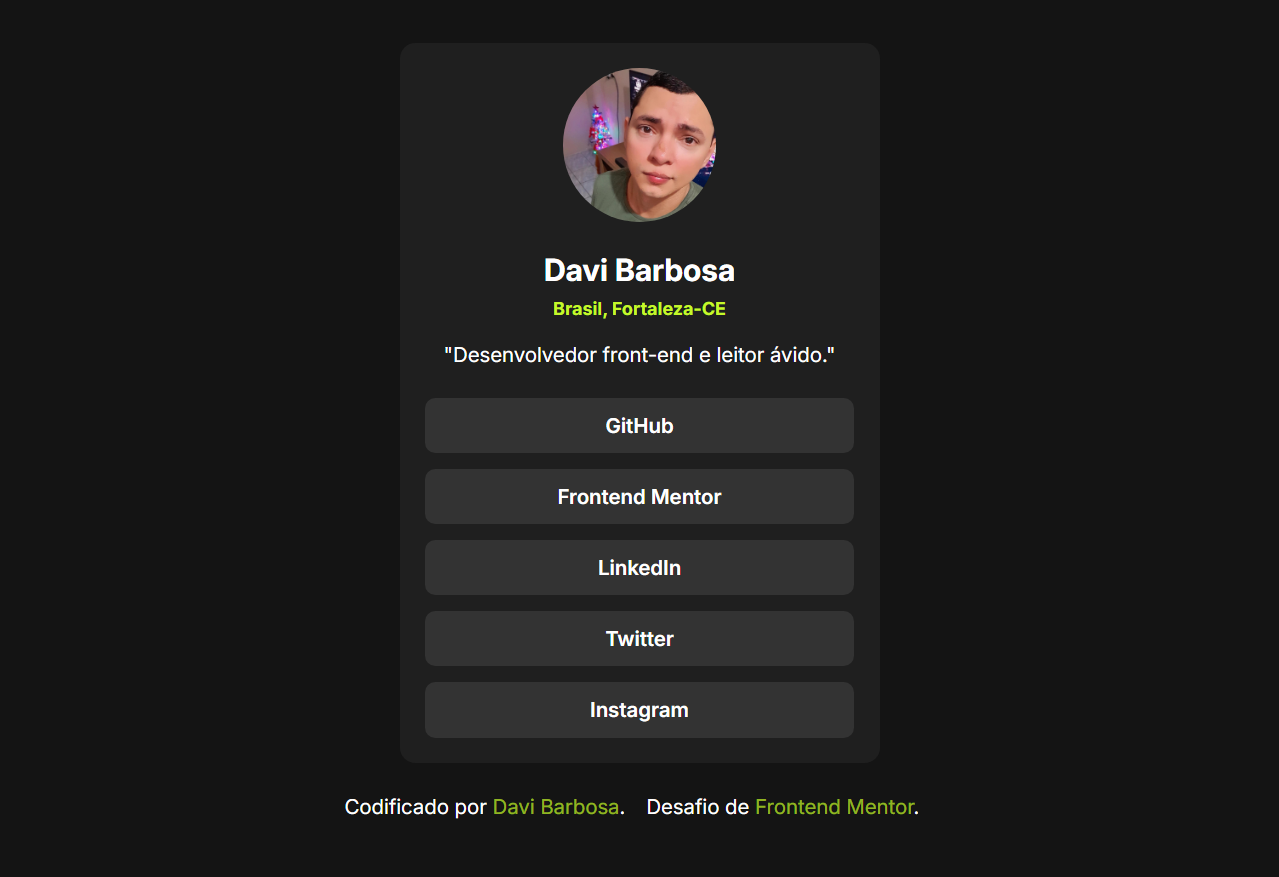 Davi Barbosa
Brasil, Fortaleza-CE
"Desenvolvedor front-end e leitor ávido."
GitHub
Frontend Mentor
LinkedIn
Twitter
Instagram
Codificado por Davi Barbosa. Desafio de Frontend Mentor.